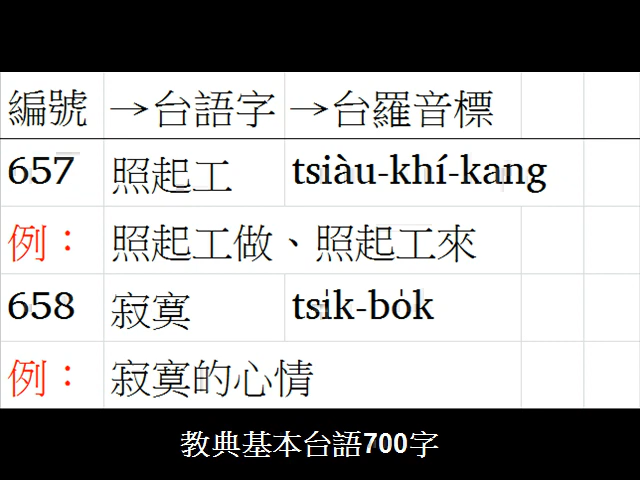 編號 →台語字 →台羅音標
657 照起工 tsiàu-khí-kang
例： 照起工做、照起工來
658 寂寞 tsi̍k-bo̍k
例： 寂寞的心情
教典基本台語700字